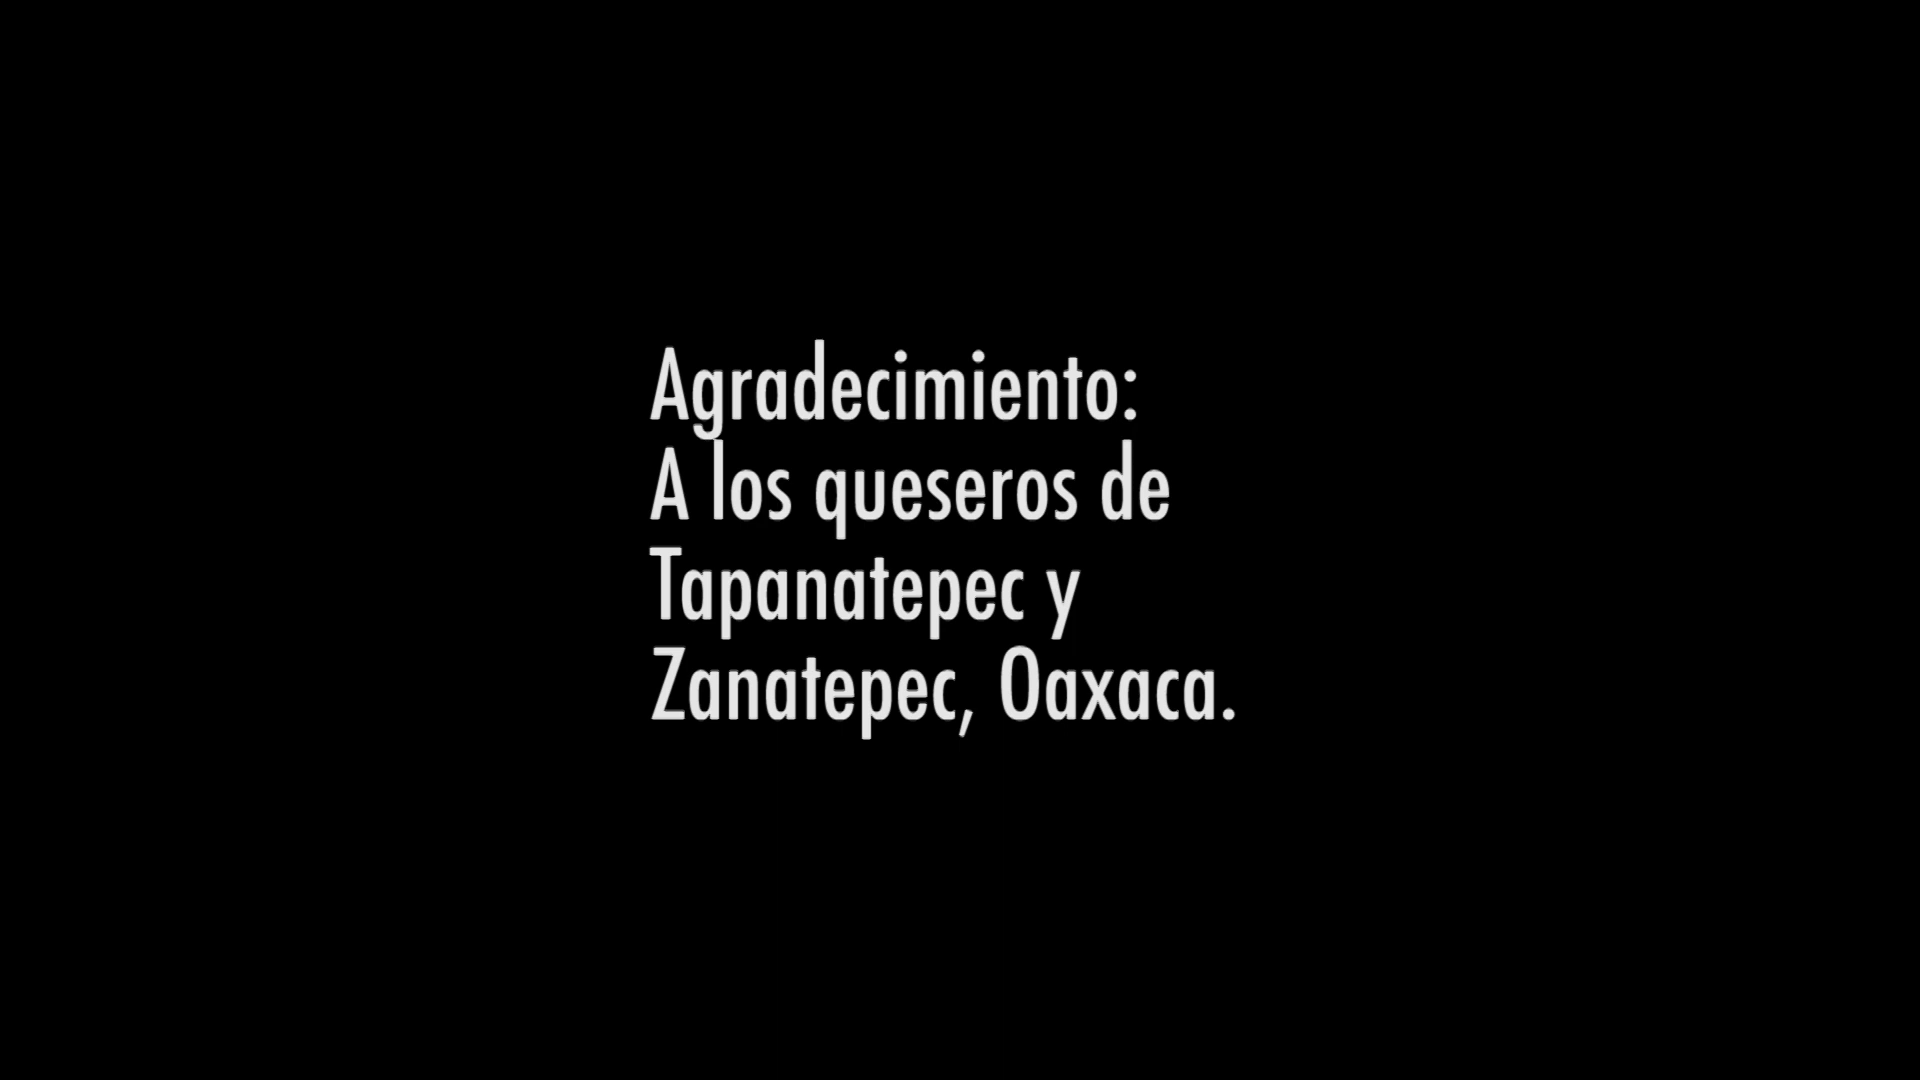 Agradecimiento:
A los queseros de
Tapanatepec y
Zanatepec, Oaxaca.